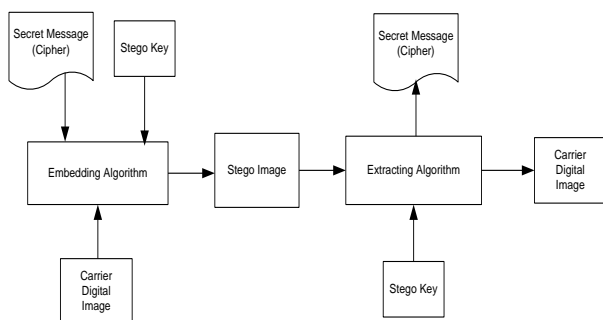 Secret Message
(Cipher)
Stego Key
Secret Message
(Cipher)
Embedding Algorithm
Stego Image
Extracting Algorithm
Carrier
Digital
Image
Carrier
Digital
Image
Stego Key